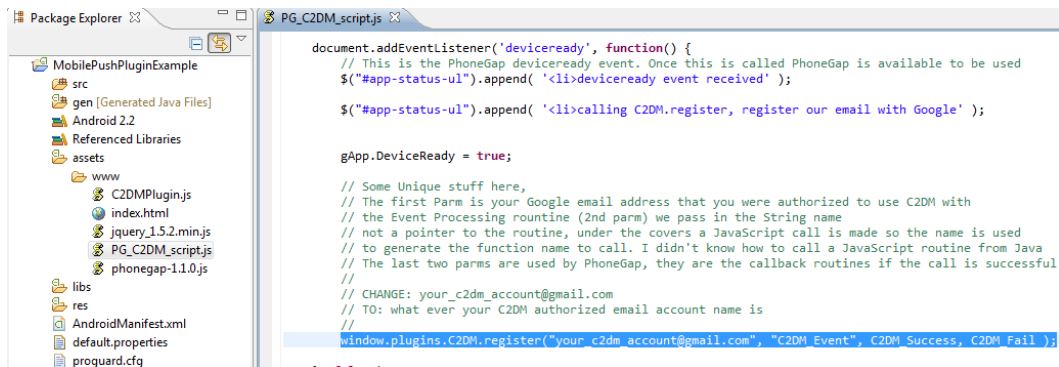 Package Explorer
MobilePushPluginExample
src
gen [Generated Java Files]
Android 2.2
Referenced Libraries
assets
www
C2DMPlugin.js
index.html
jquery_1.5.2.min.js
PG_C2DM_script.js
phonegap-1.1.0.js
libs
res
AndroidManifest.xml
default.properties
proguard.cfg
PG_C2DM_script.js
document.addEventListener('deviceready', function() {
// This is the PhoneGap deviceready event. Once this is called PhoneGap is available to be used
$("#app-status-ul").append( '<li>deviceready event received' );
$("#app-status-ul").append( '<li>calling C2DM.register, register our email with Google' );
gApp.DeviceReady = true;
// Some Unique stuff here,
// The first Parm is your Google email address that you were authorized to use C2DM with
// the Event Processing rountine (2nd parm) we pass in the String name
// not a pointer to the routine, under the covers a JavaScript call is made so the name is used
// to generate the function name to call. I didn't know how to call a JavaScript routine from Java
// The last two parms are used by PhoneGap, they are the callback routines if the call is successful
//
// CHANGE: your_c2dm_account@gmail.com
// TO: what ever your C2DM authorized email account name is
//
window.plugins.C2DM.register("your_c2dm_account@gmail.com", "C2DM_Event", C2DM_Success, C2DM_Fail );